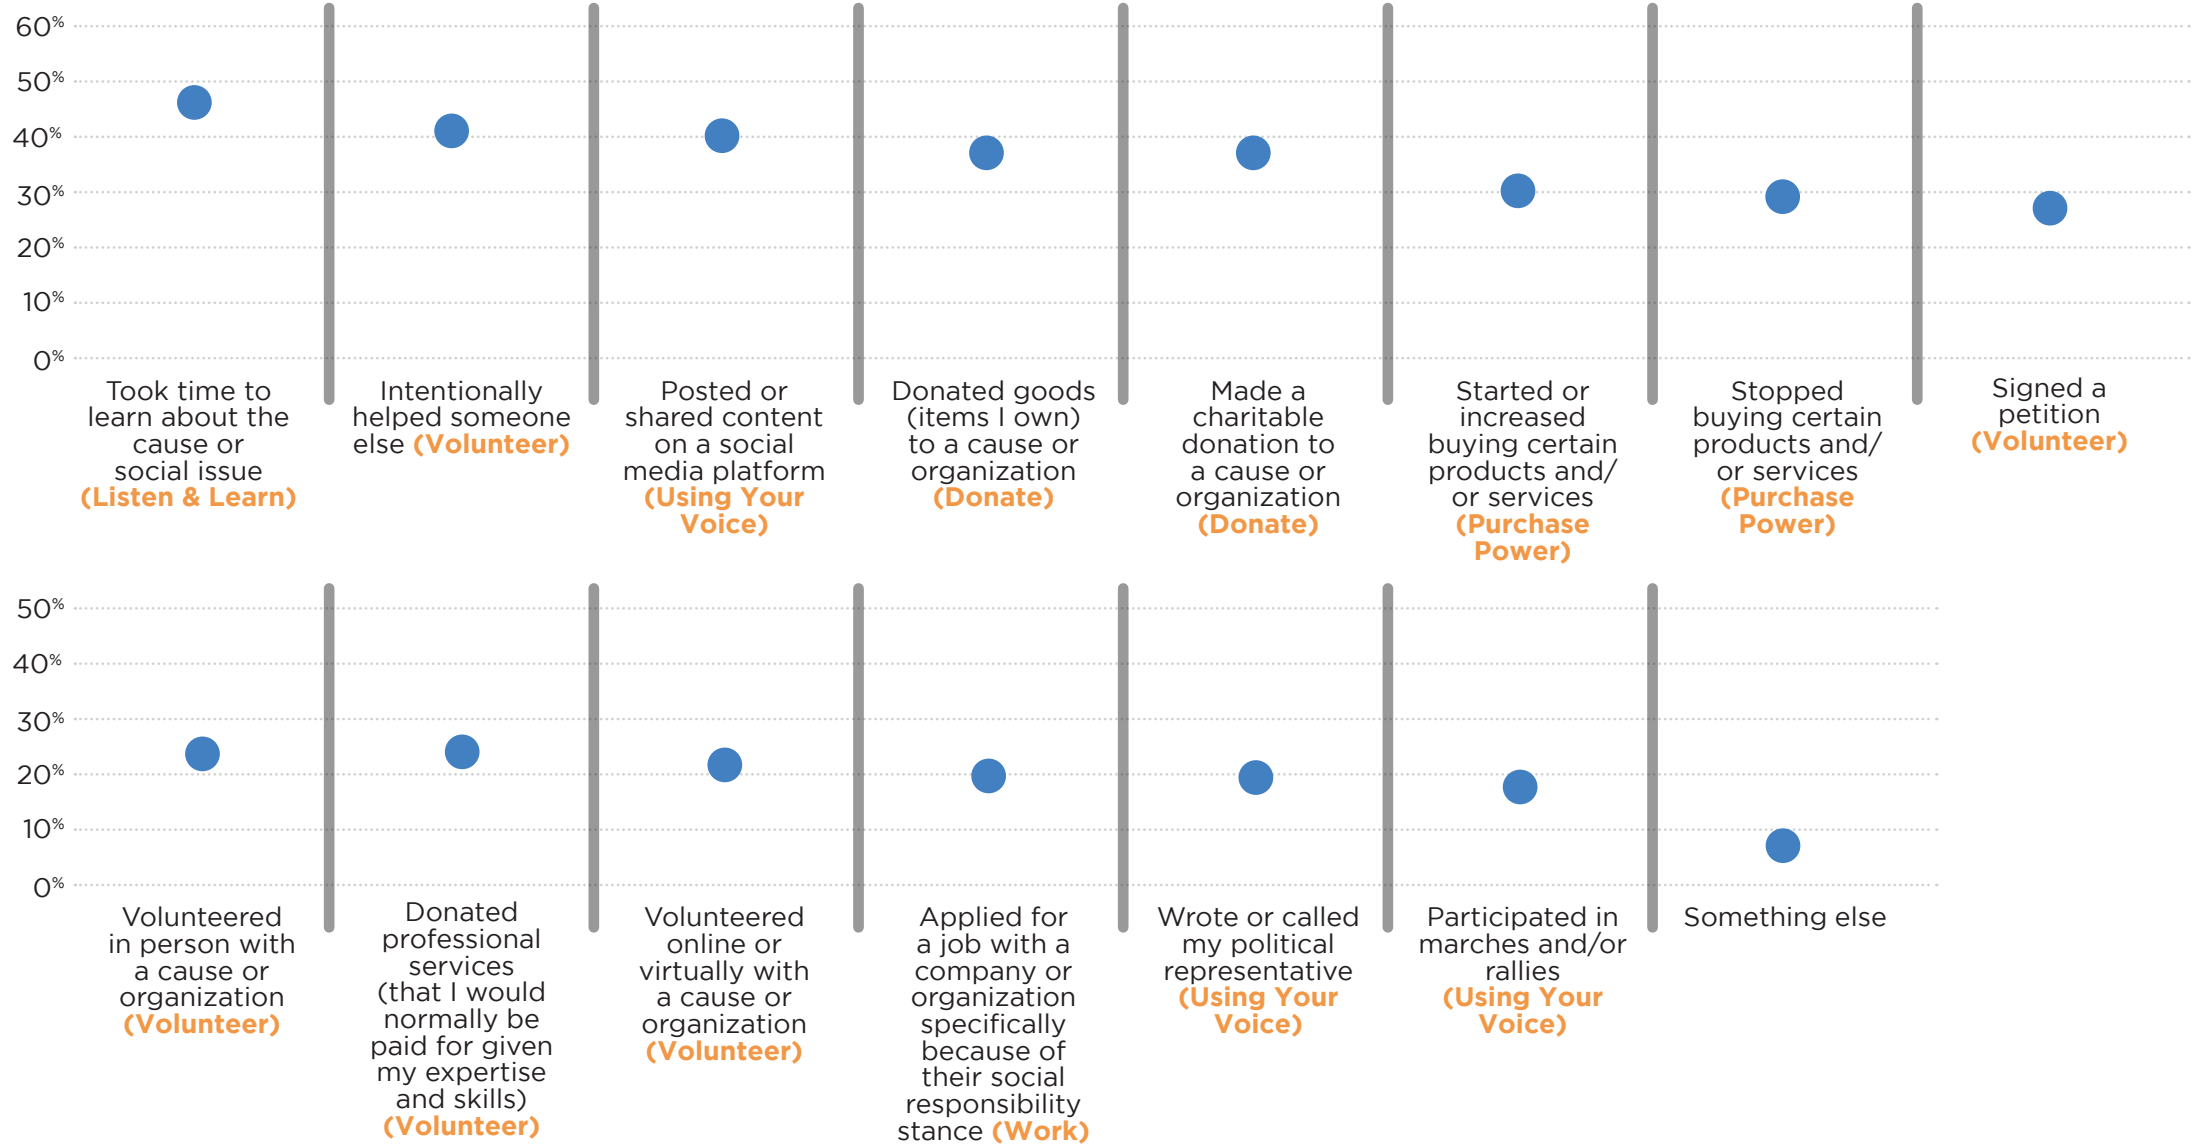 60%
50%
40%
30%
20%
10%
0%
Took time to
learn about the
cause or
social issue
(Listen & Learn)
Intentionally
helped someone
else (Volunteer)
Posted or
shared content
on a social
media platform
(Using Your
Voice)
Donated goods
(items I own)
to a cause or
organization
(Donate)
Made a
charitable
donation to
a cause or
organization
(Donate)
Started or
increased
buying certain
products and/
or services
(Purchase
Power)
Stopped
buying certain
products and/
or services
(Purchase
Power)
Signed a
petition
(Volunteer)
50%
40%
30%
20%
10%
0%
Volunteered
in person with
a cause or
organization
(Volunteer)
Donated
professional
services
(that I would
normally be
paid for given
my expertise
and skills)
(Volunteer)
Volunteered
online or
virtually with
a cause or
organization
(Volunteer)
Applied for
a job with a
company or
organization
specifically
because of
their social
responsibility
stance (Work)
Wrote or called
my political
representative
(Using Your
Voice)
Participated in
marches and/or
rallies
(Using Your
Voice)
Something else